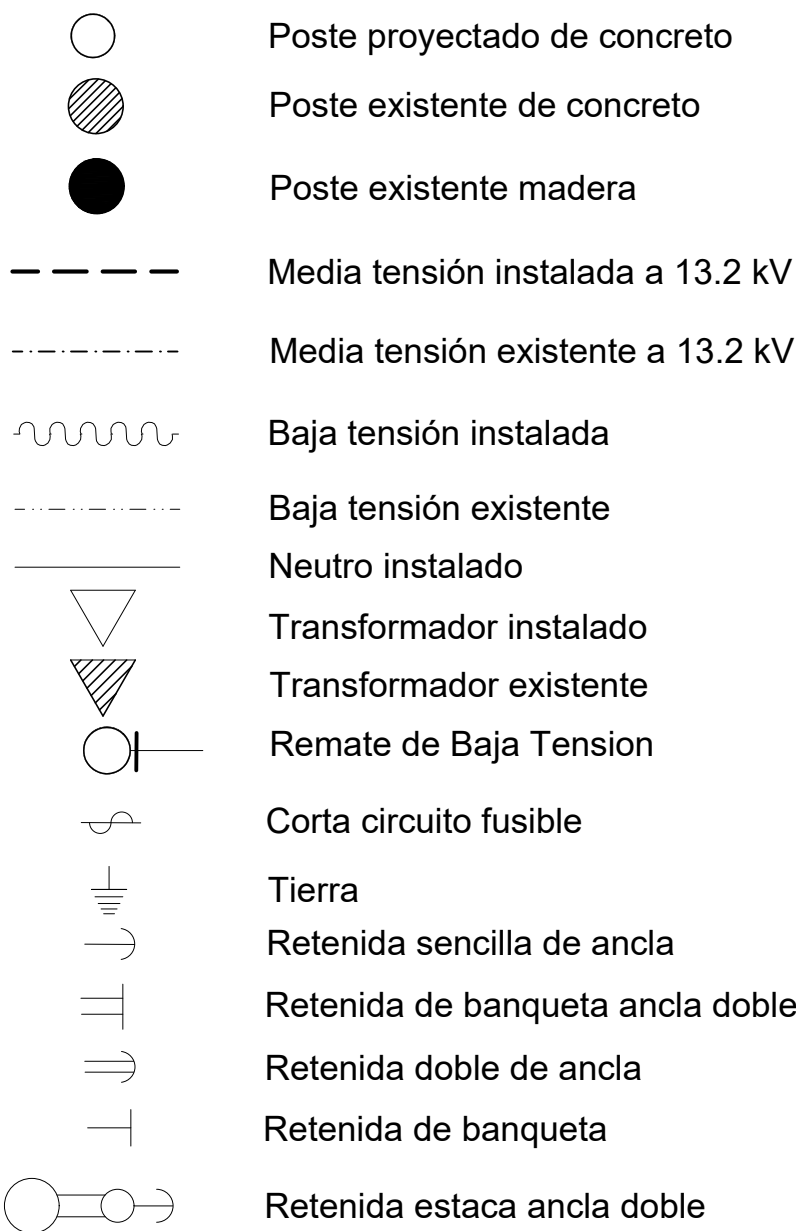 Poste proyectado de concreto
Poste existente de concreto
Poste existente madera
Media tensión instalada a 13.2 kV
Media tensión existente a 13.2 kV
Baja tensión instalada
Baja tensión existente
Neutro instalado
Transformador instalado
Transformador existente
Remate de Baja Tension
Corta circuito fusible
Tierra
Retenida sencilla de ancla
Retenida de banqueta ancla doble
Retenida doble de ancla
Retenida de banqueta
Retenida estaca ancla doble